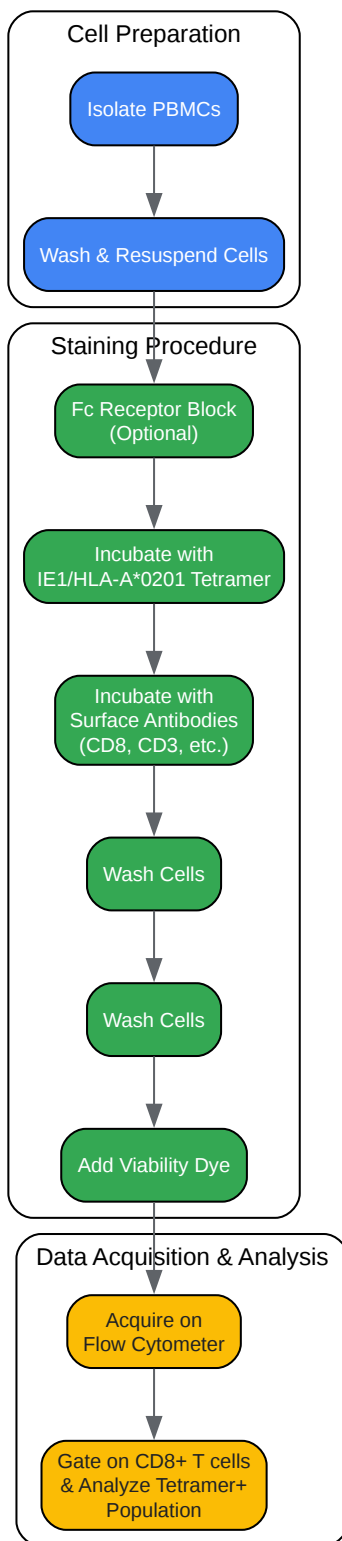 Cell Preparation
Isolate PBMCs
Wash & Resuspend Cells
Staining Procedure
Fc Receptor Block
(Optional)
Incubate with
IE1/HLA-A*0201 Tetramer
Incubate with
Surface Antibodies
(CD8, CD3, etc.)
Wash Cells
Wash Cells
Add Viability Dye
Data Acquisition & Analysis
Acquire on
Flow Cytometer
Gate on CD8+ T cells
& Analyze Tetramer+
Population